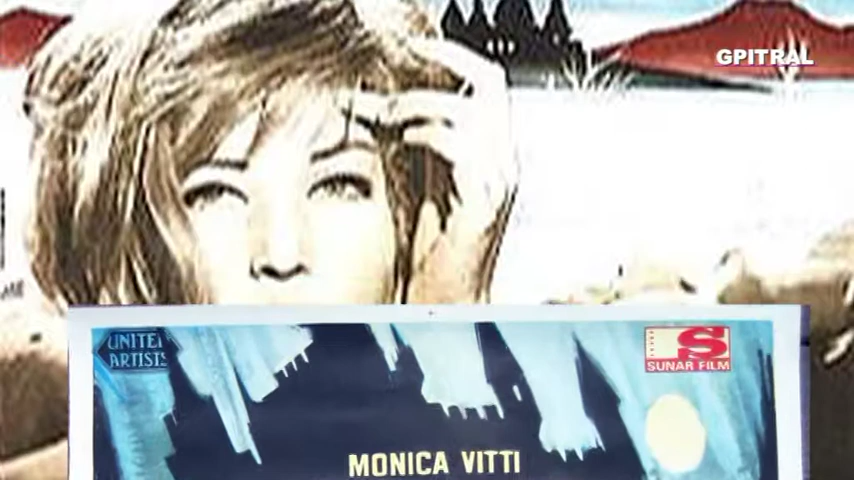 GPITRAL
UNITED
ARTISTS
S
SUNAR FILM
MONICA VITTI